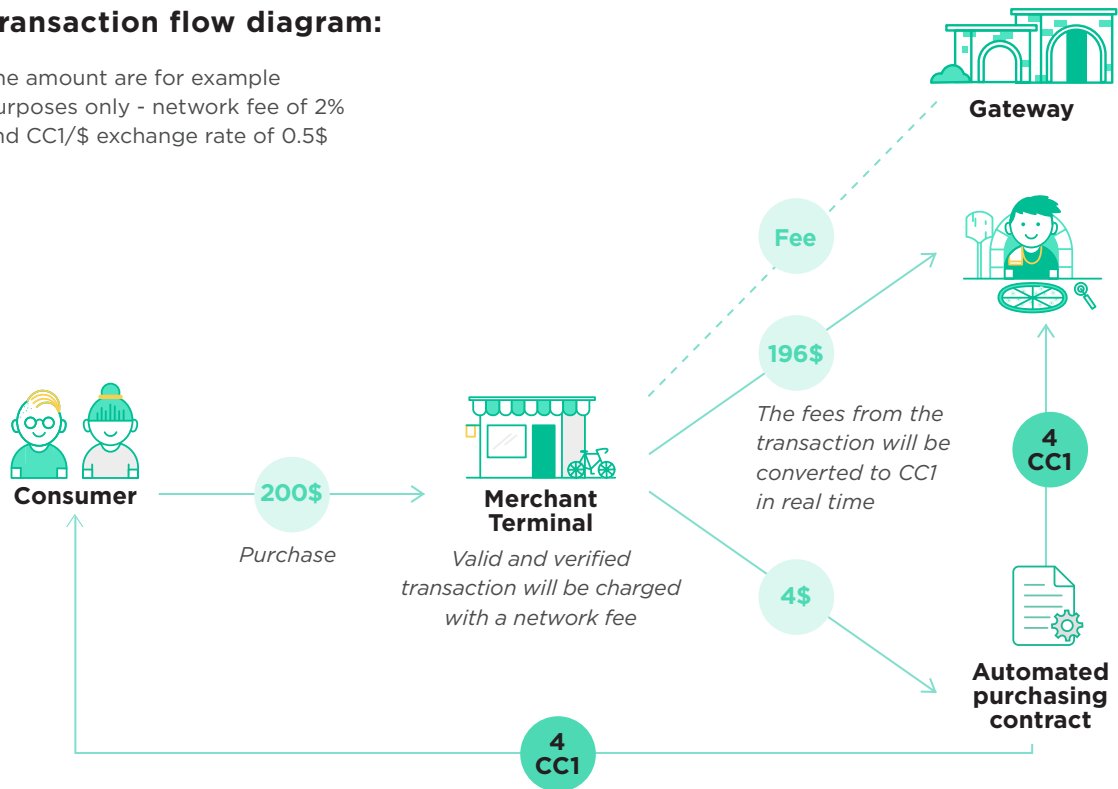 ransaction flow diagram:
ne amount are for example
urposes only - network fee of 2%
nd CC1/$ exchange rate of 0.5$
Gateway
Fee
196$
The fees from the
transaction will be
converted to CC1
in real time
4
CC1
Consumer
200$
Purchase
Merchant
Terminal
Valid and verified
transaction will be charged
with a network fee
4$
Automated
purchasing
contract
4
CC1